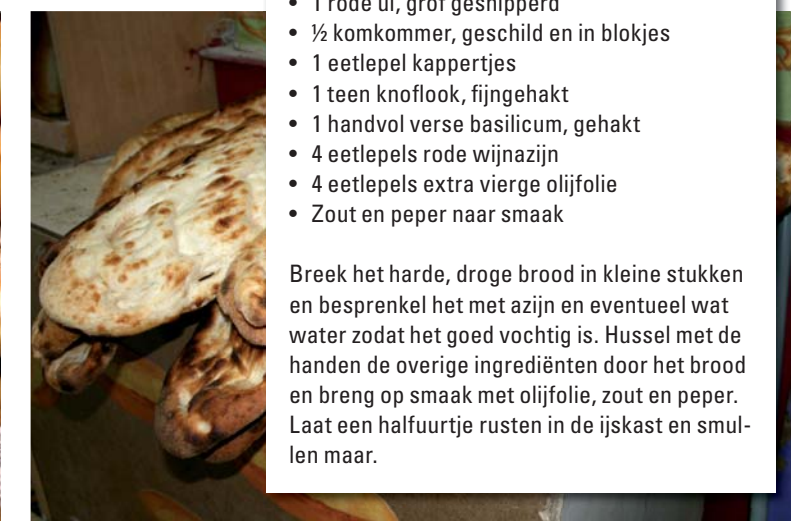 • 1 rode ui, grof gesnipperd
• ½ komkommer, geschild en in blokjes
• 1 eetlepel kappertjes
• 1 teen knoflook, fijngehakt
• 1 handvol verse basilicum, gehakt
• 4 eetlepels rode wijnazijn
• 4 eetlepels extra vierge olijfolie
• Zout en peper naar smaak
Breek het harde, droge brood in kleine stukken
en besprenkel het met azijn en eventueel wat
water zodat het goed vochtig is. Hussel met de
handen de overige ingrediënten door het brood
en breng op smaak met olijfolie, zout en peper.
Laat een halfuurtje rusten in de ijskast en smul-
len maar.